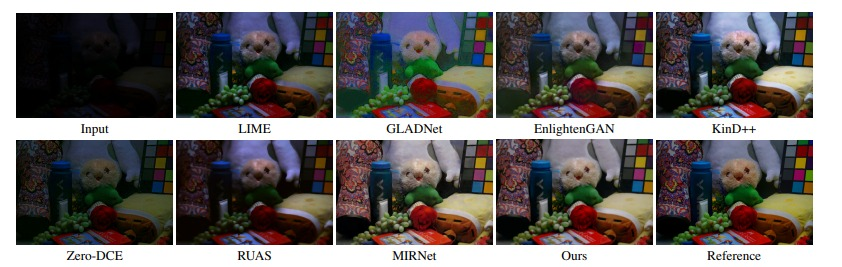 Input LIME GLADNet EnlightenGAN KinD++
Zero-DCE RUAS MIRNet Ours Reference